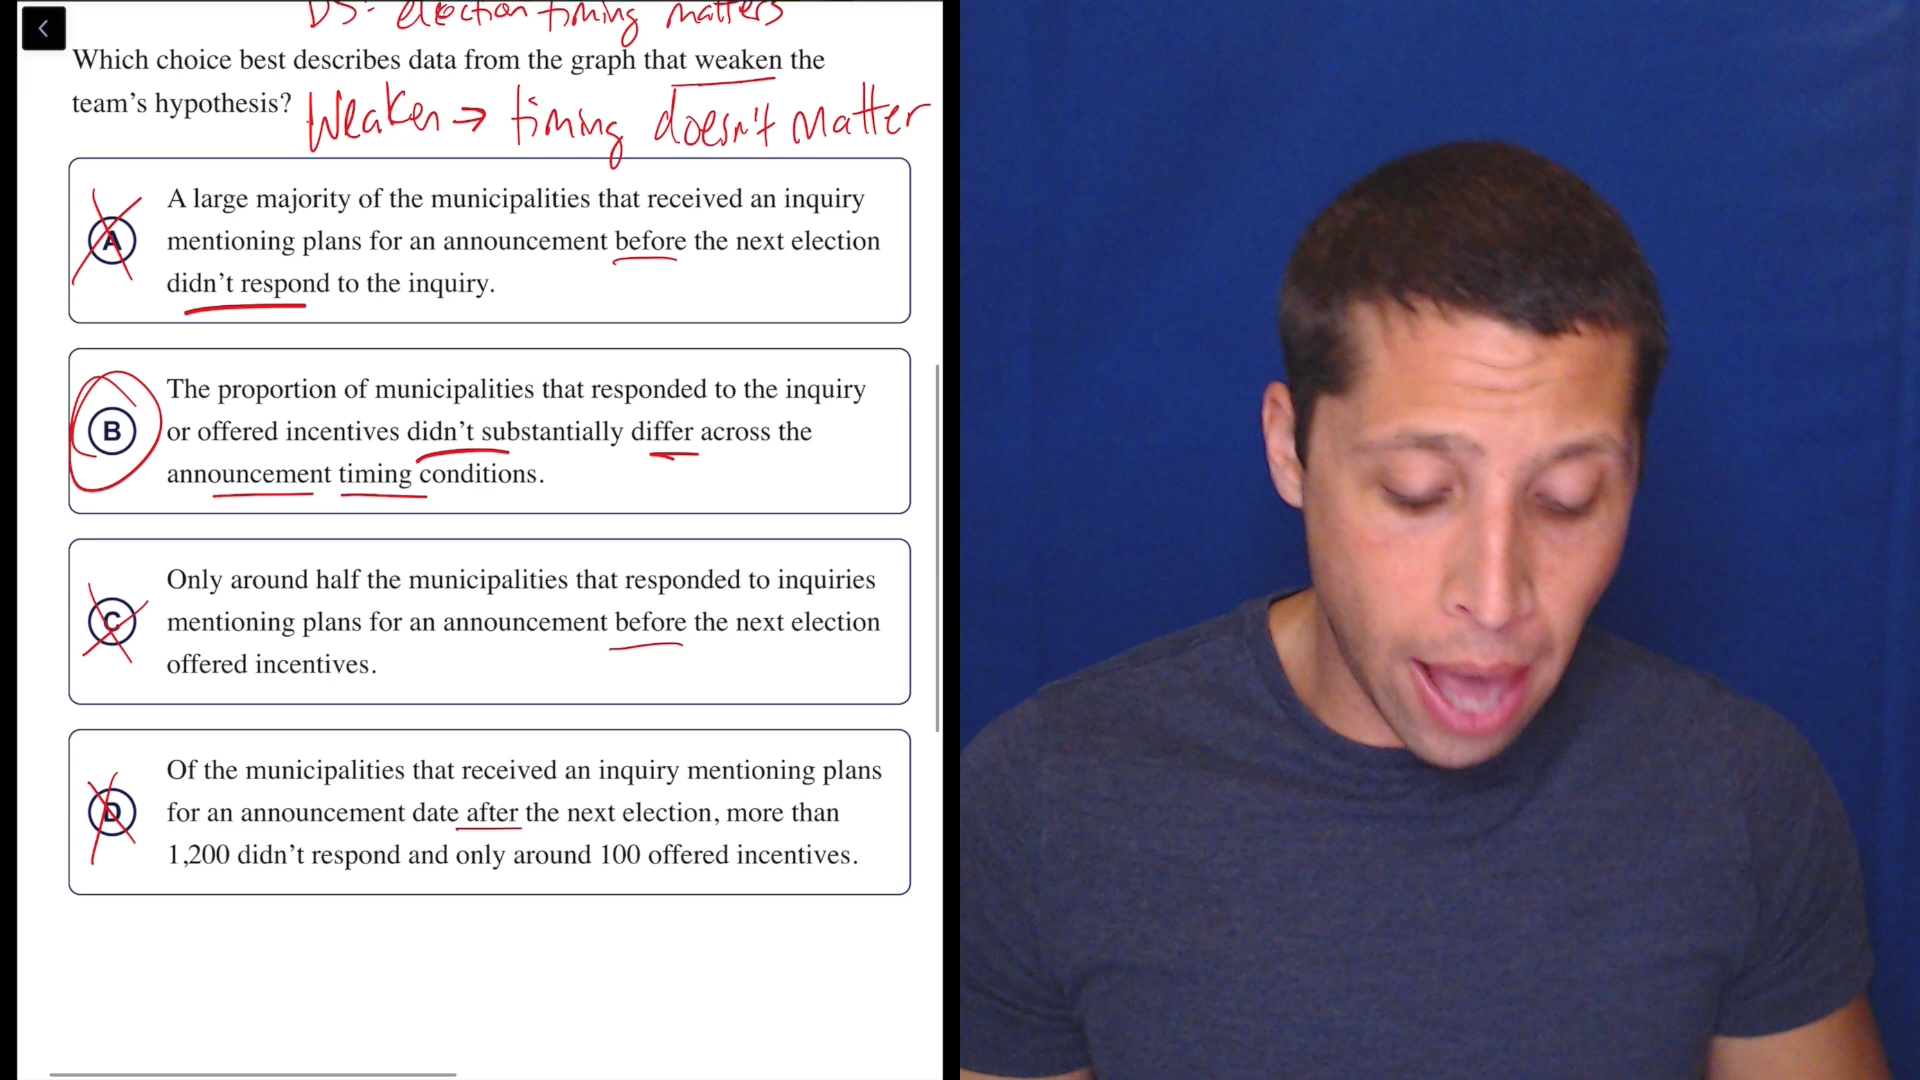 DS: election timing matters
Which choice best describes data from the graph that weaken the
team’s hypothesis?
Weaken → timing doesn't matter
A large majority of the municipalities that received an inquiry
mentioning plans for an announcement before the next election
didn’t respond to the inquiry.
A
The proportion of municipalities that responded to the inquiry
or offered incentives didn’t substantially differ across the
announcement timing conditions.
B
Only around half the municipalities that responded to inquiries
mentioning plans for an announcement before the next election
offered incentives.
C
Of the municipalities that received an inquiry mentioning plans
for an announcement date after the next election, more than
1,200 didn’t respond and only around 100 offered incentives.
D